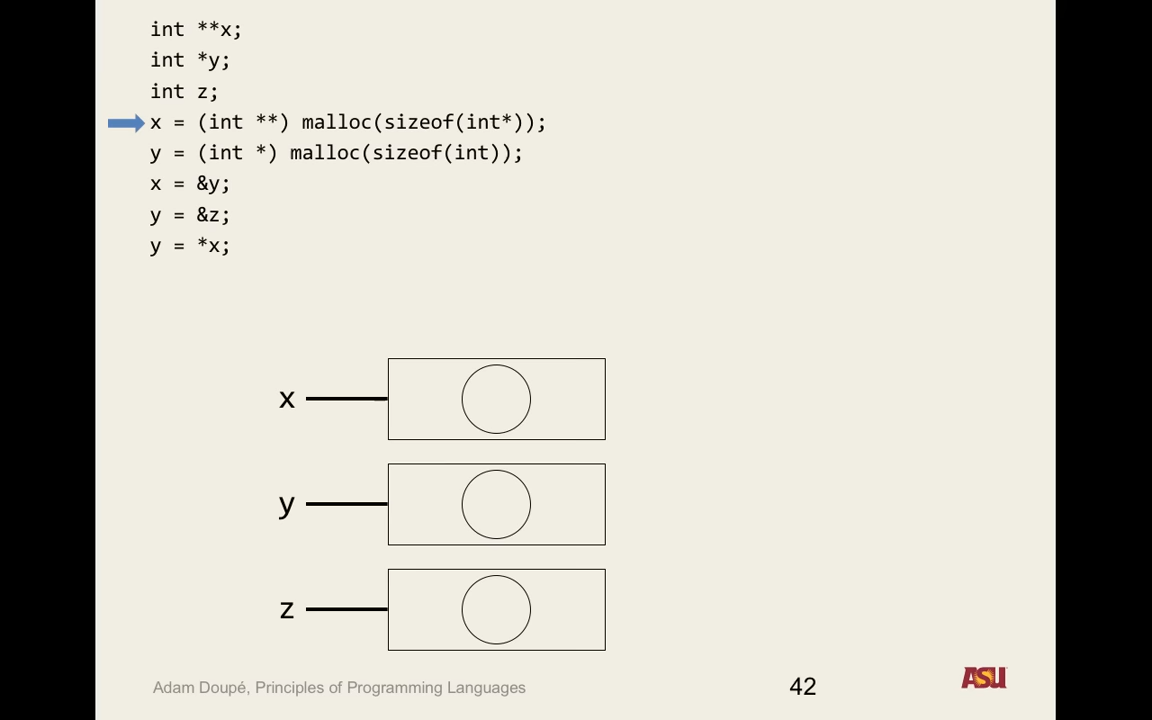 int **x;
int *y;
int z;
x = (int **) malloc(sizeof(int*));
y = (int *) malloc(sizeof(int));
x = &y;
y = &z;
y = *x;
x
y
z
Adam Doupé, Principles of Programming Languages
42
ASU